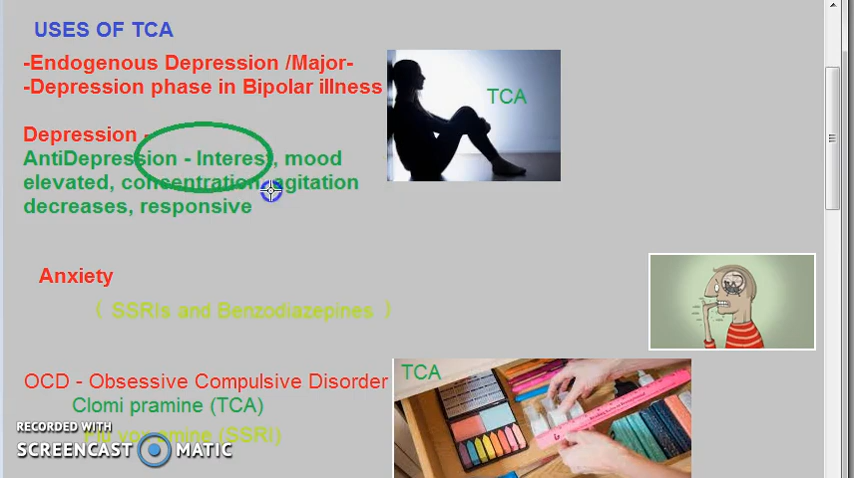 USES OF TCA
-Endogenous Depression /Major-
-Depression phase in Bipolar illness
TCA
Depression -
AntiDepression - Interest, mood
elevated, concentration, agitation
decreases, responsive
Anxiety
( SSRIs and Benzodiazepines )
OCD - Obsessive Compulsive Disorder
TCA
Clomi pramine (TCA)
RECORDED WITH
amine (SSRI)
SCREENCAST MATIC